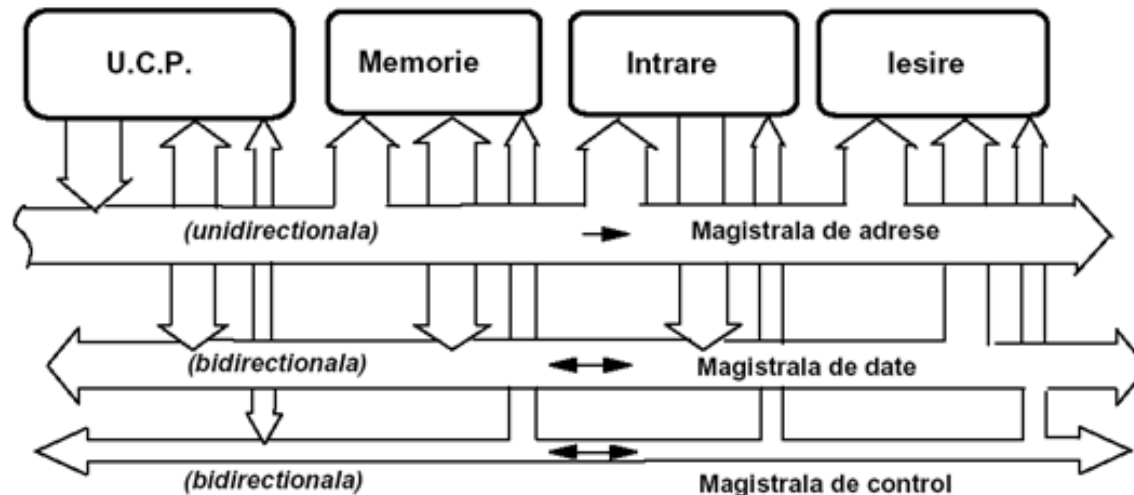 U.C.P.
Memorie
Intrare
Iesire
(unidirectionala) Magistrala de adrese
(bidirectionala) Magistrala de date
(bidirectionala) Magistrala de control